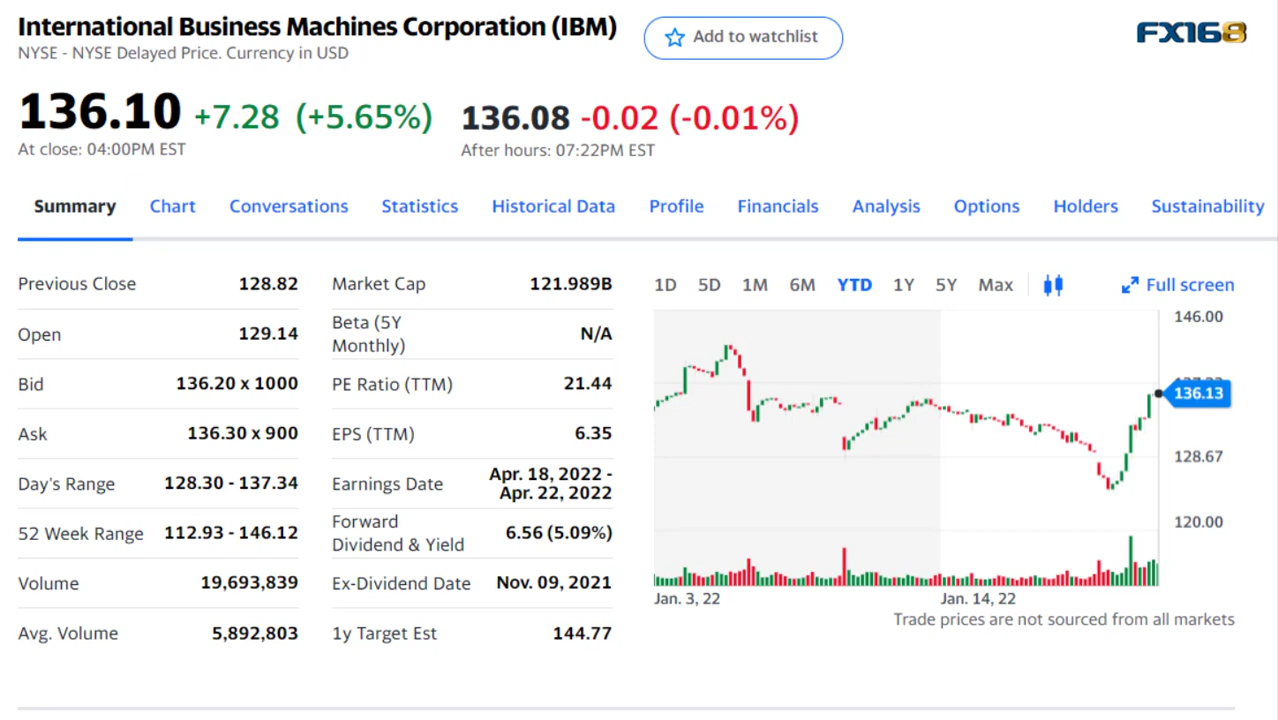 International Business Machines Corporation (IBM)
Add to watchlist
FX168
NYSE - NYSE Delayed Price. Currency in USD
136.10 +7.28 (+5.65%)
136.08 -0.02 (-0.01%)
At close: 04:00PM EST
After hours: 07:22PM EST
Summary Chart Conversations Statistics Historical Data Profile Financials Analysis Options Holders Sustainability
Previous Close 128.82
Open 129.14
Bid 136.20 x 1000
Ask 136.30 x 900
Day's Range 128.30 - 137.34
52 Week Range 112.93 - 146.12
Volume 19,693,839
Avg. Volume 5,892,803
Market Cap 121.989B
Beta (5Y
Monthly) N/A
PE Ratio (TTM) 21.44
EPS (TTM) 6.35
Earnings Date Apr. 18, 2022 -
Apr. 22, 2022
Forward
Dividend & Yield 6.56 (5.09%)
Ex-Dividend Date Nov. 09, 2021
1y Target Est 144.77
1D 5D 1M 6M YTD 1Y 5Y Max
Full screen
146.00
136.13
128.67
120.00
Jan. 3, 22 Jan. 14, 22
Trade prices are not sourced from all markets